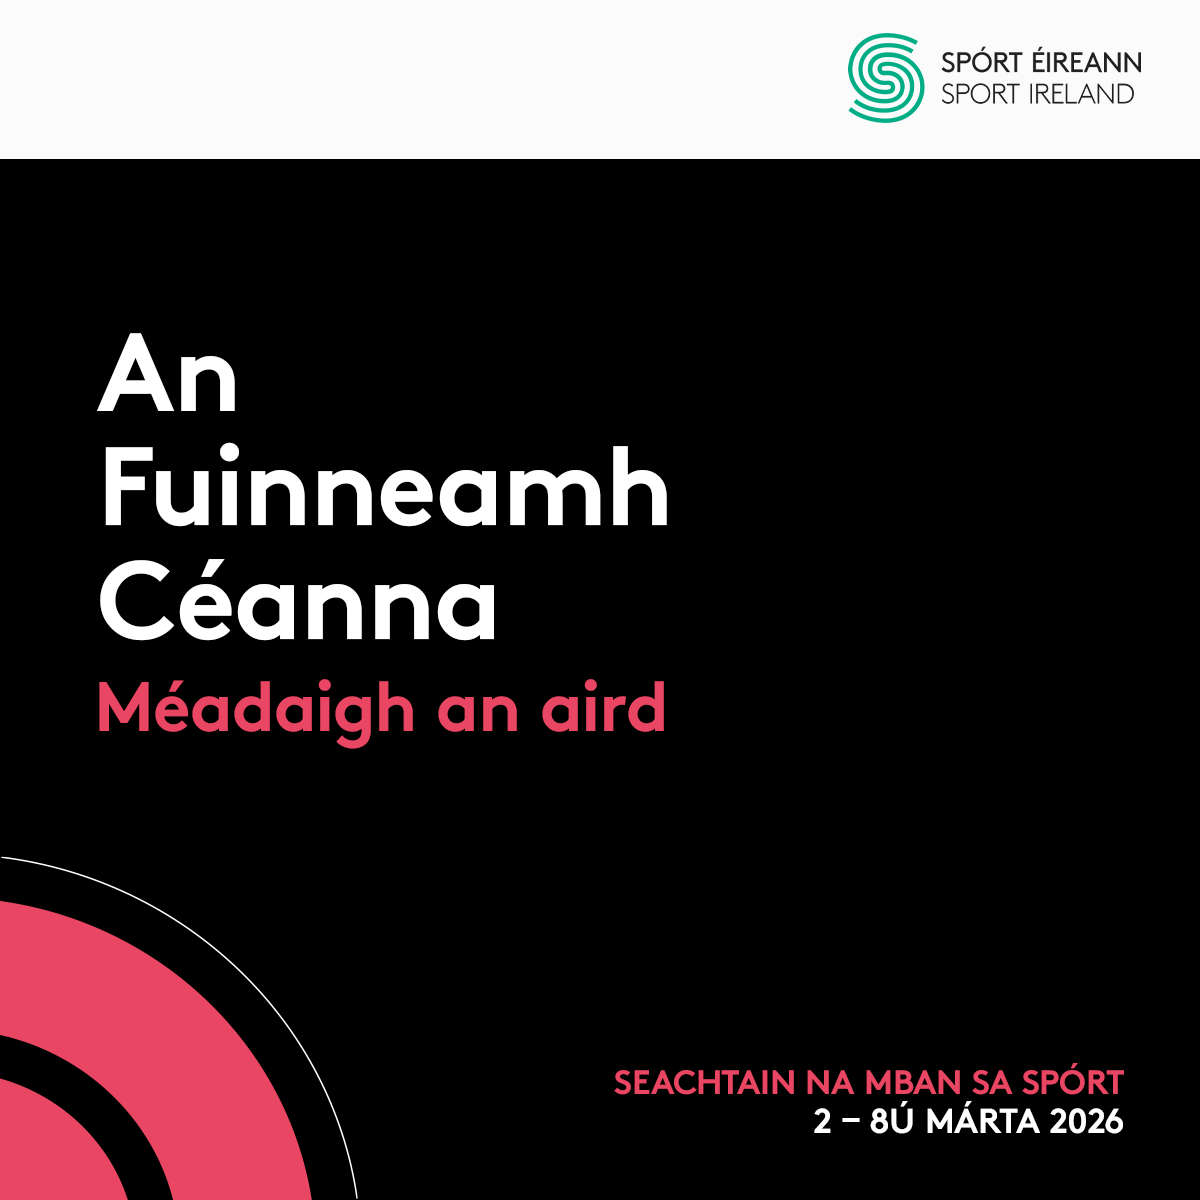 SPÓRT ÉIREANN
SPORT IRELAND
An
Fuinneamh
Céanna
Méadaigh an aird
SEACHTAIN NA MBAN SA SPÓRT
2 – 8Ú MÁRTA 2026